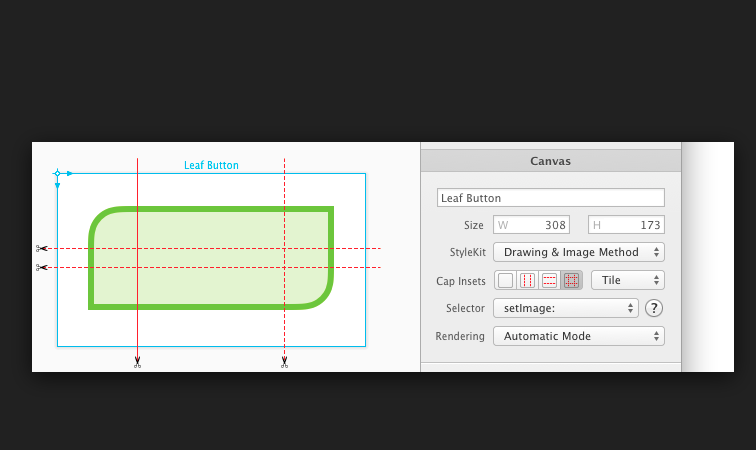 Leaf Button
Canvas
Leaf Button
Size W 308 H 173
StyleKit Drawing & Image Method
Cap Insets Tile
Selector setImage: ?
Rendering Automatic Mode